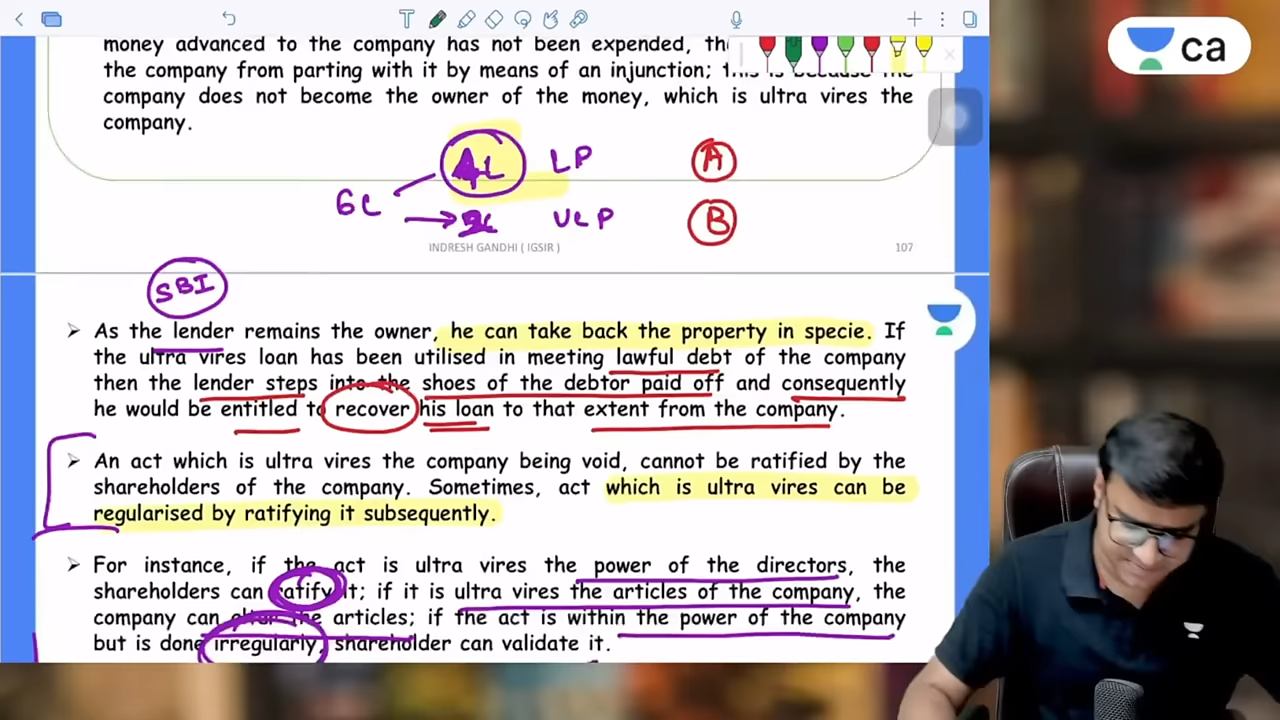 ca
money advanced to the company has not been expended,
the company from parting with it by means of an injunction; this is because the
company does not become the owner of the money, which is ultra vires the
company.
4L LP A
6L
ULP B
INDRESH GANDHI ( IGSIR ) 107
SBI
➢ As the lender remains the owner, he can take back the property in specie. If
the ultra vires loan has been utilised in meeting lawful debt of the company
then the lender steps into the shoes of the debtor paid off and consequently
he would be entitled to recover his loan to that extent from the company.
➢ An act which is ultra vires the company being void, cannot be ratified by the
shareholders of the company. Sometimes, act which is ultra vires can be
regularised by ratifying it subsequently.
➢ For instance, if the act is ultra vires the power of the directors, the
shareholders can ratify it; if it is ultra vires the articles of the company, the
company can alter the articles; if the act is within the power of the company
but is done irregularly, shareholder can validate it.